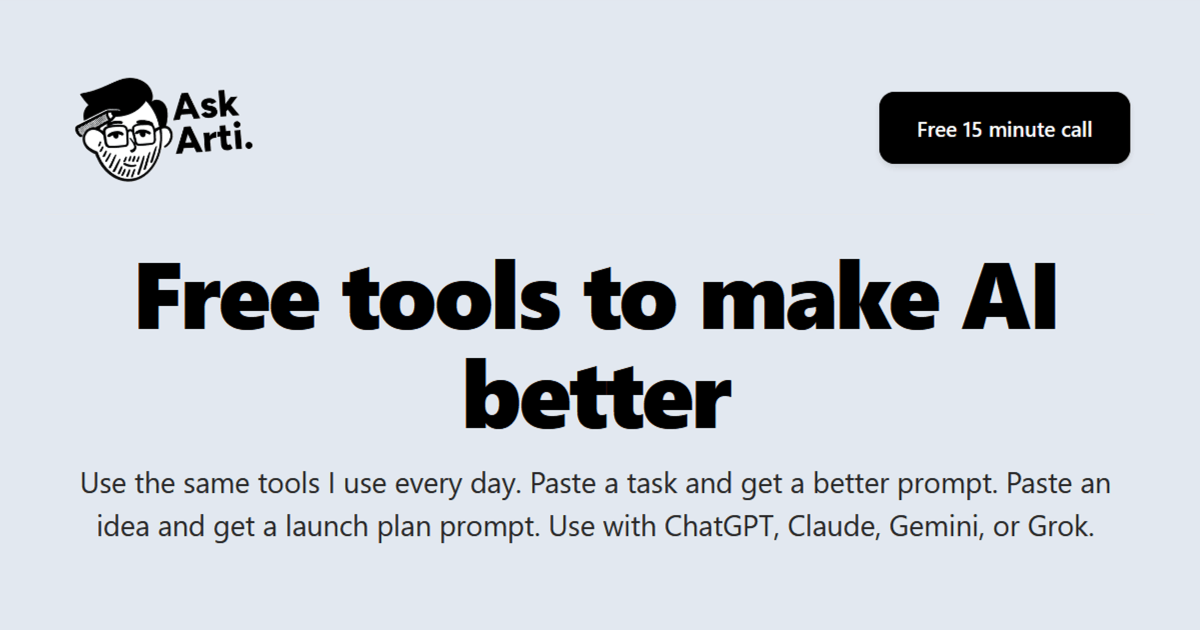 Ask
Arti.
Free 15 minute call
Free tools to make AI
better
Use the same tools I use every day. Paste a task and get a better prompt. Paste an
idea and get a launch plan prompt. Use with ChatGPT, Claude, Gemini, or Grok.